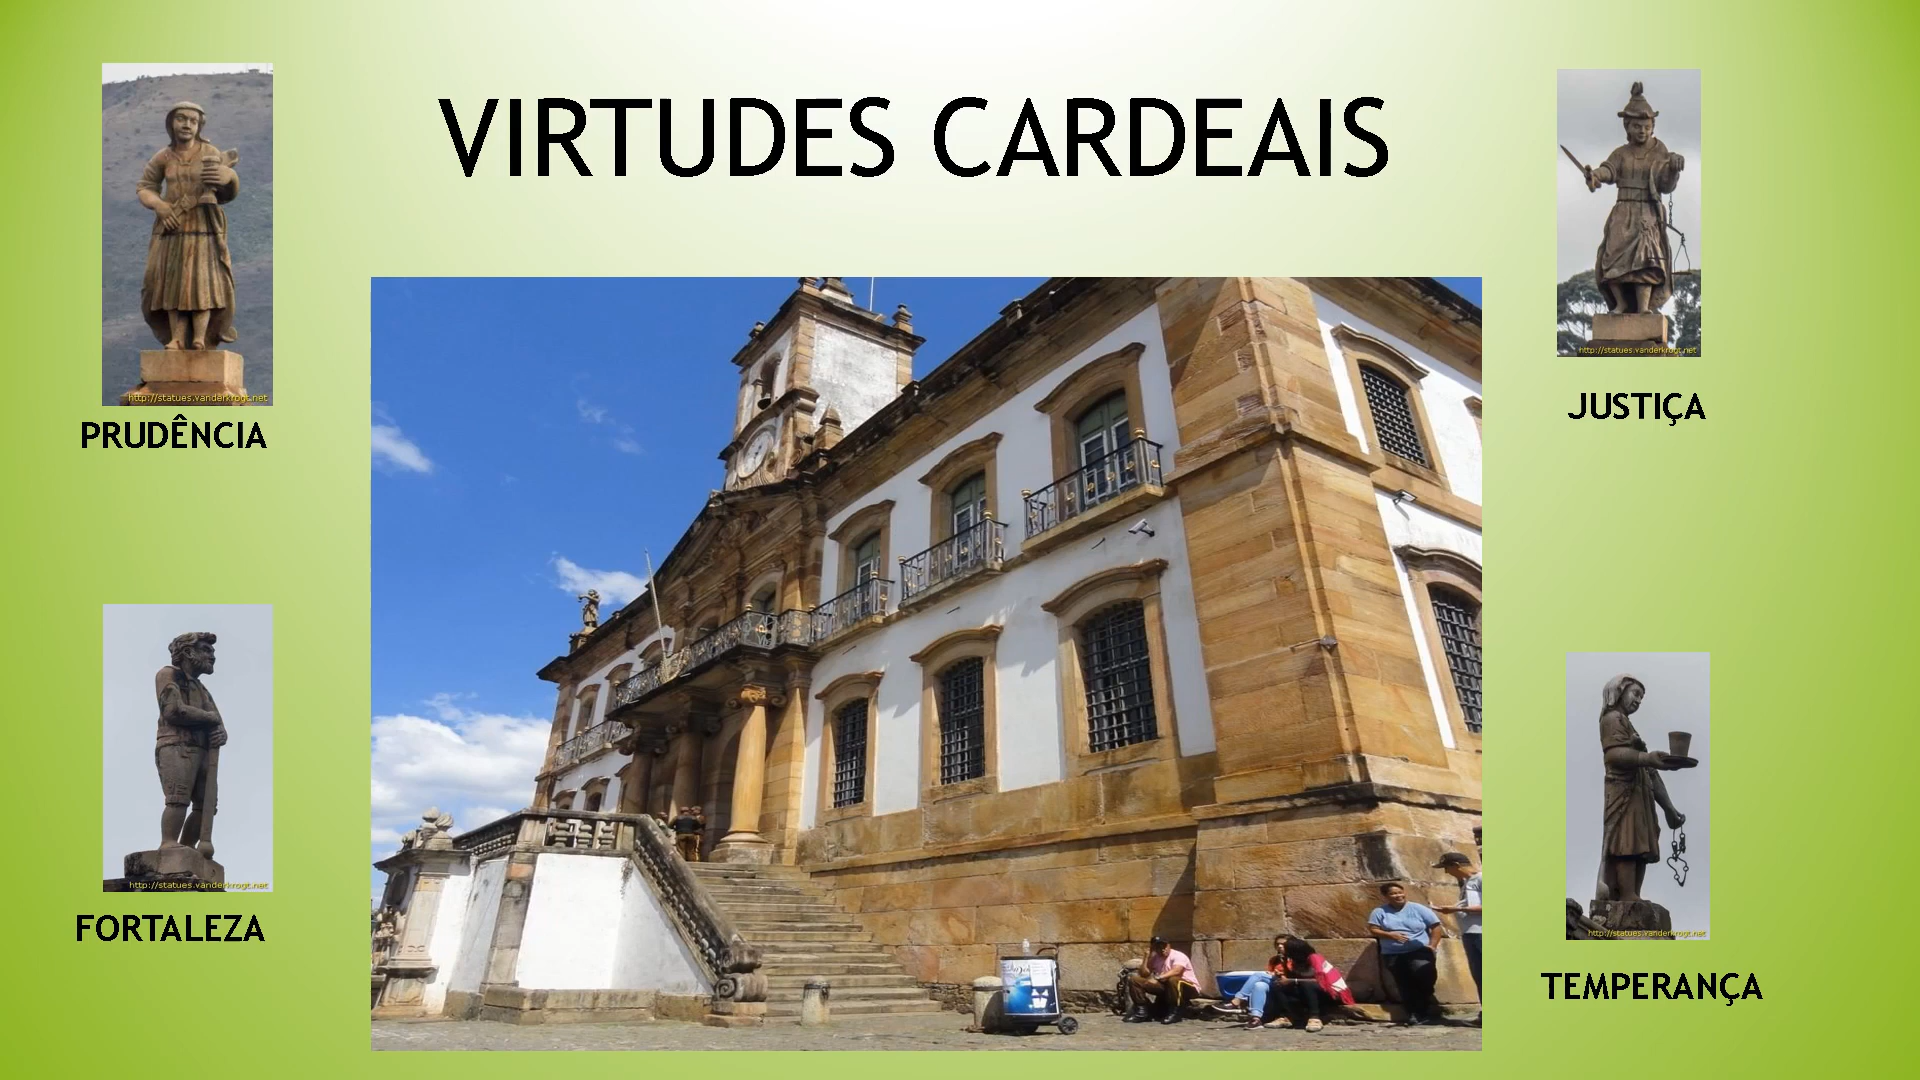 VIRTUDES CARDEAIS
http://statues.vanderkrogt.net
PRUDÊNCIA
http://statues.vanderkrogt.net
JUSTIÇA
http://statues.vanderkrogt.net
FORTALEZA
http://statues.vanderkrogt.net
TEMPERANÇA